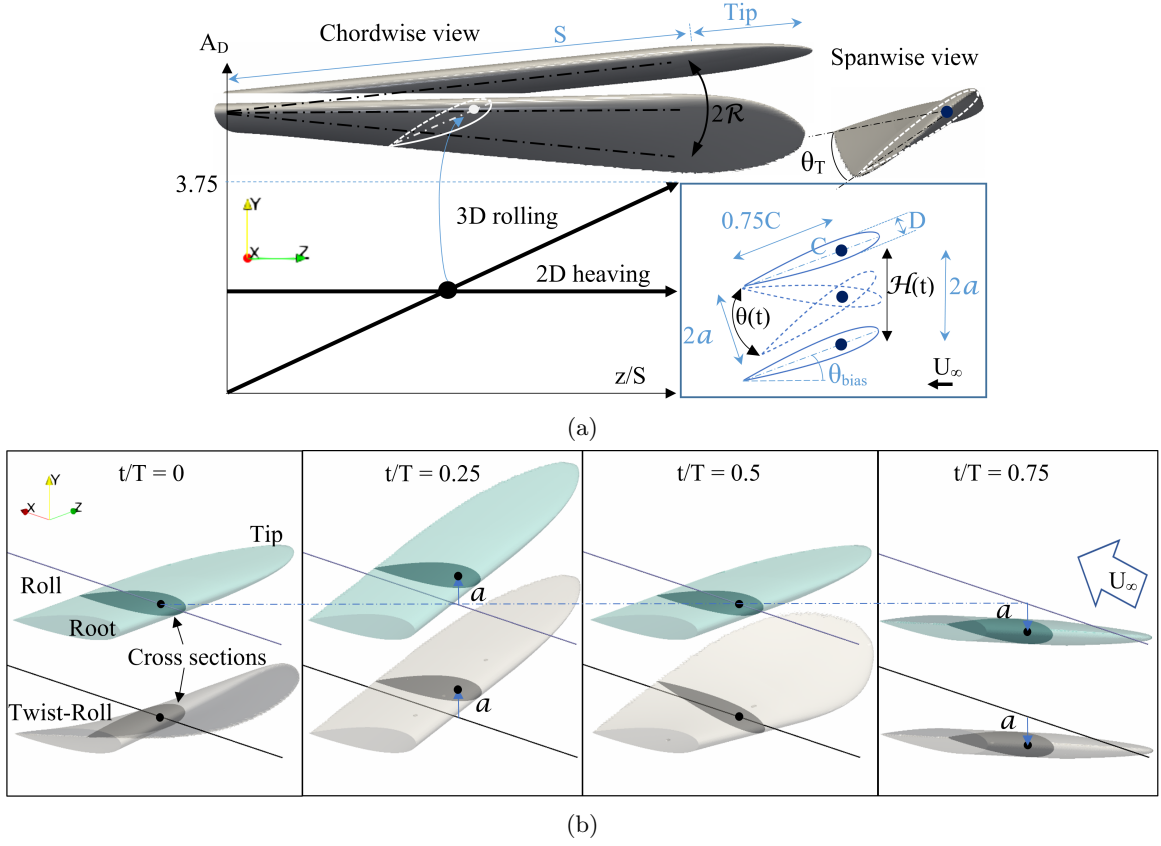 Tip
Chordwise view
S
A_D
Spanwise view
2ℛ
θ_T
3.75
Y
X
Z
3D rolling
2D heaving
z/S
0.75C
D
C
ℋ(t)
2a
θ(t)
2a
θ_bias
U_∞
(a)
t/T = 0
t/T = 0.25
t/T = 0.5
t/T = 0.75
Y
X
Z
Tip
Roll
Root
a
a
U_∞
Cross sections
Twist-Roll
a
a
(b)